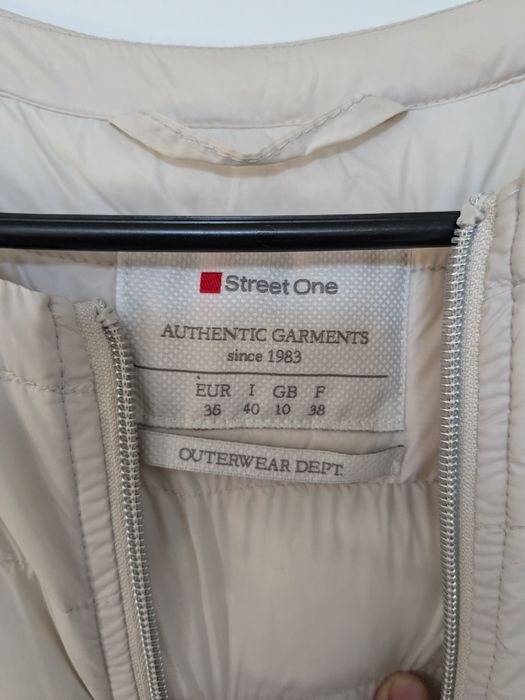 Street One
AUTHENTIC GARMENTS
since 1983
EUR I GB F
36 40 10 38
OUTERWEAR DEPT.